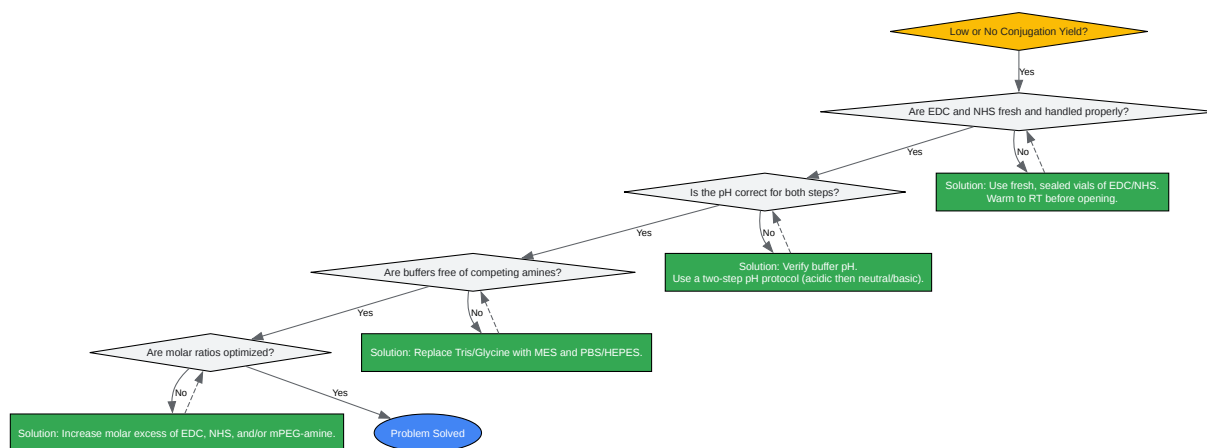 Low or No Conjugation Yield?
Yes
Are EDC and NHS fresh and handled properly?
Yes
No
Solution: Use fresh, sealed vials of EDC/NHS.
Warm to RT before opening.
Is the pH correct for both steps?
Yes
No
Solution: Verify buffer pH.
Use a two-step pH protocol (acidic then neutral/basic).
Are buffers free of competing amines?
Yes
No
Solution: Replace Tris/Glycine with MES and PBS/HEPES.
Are molar ratios optimized?
No
Yes
Solution: Increase molar excess of EDC, NHS, and/or mPEG-amine.
Problem Solved